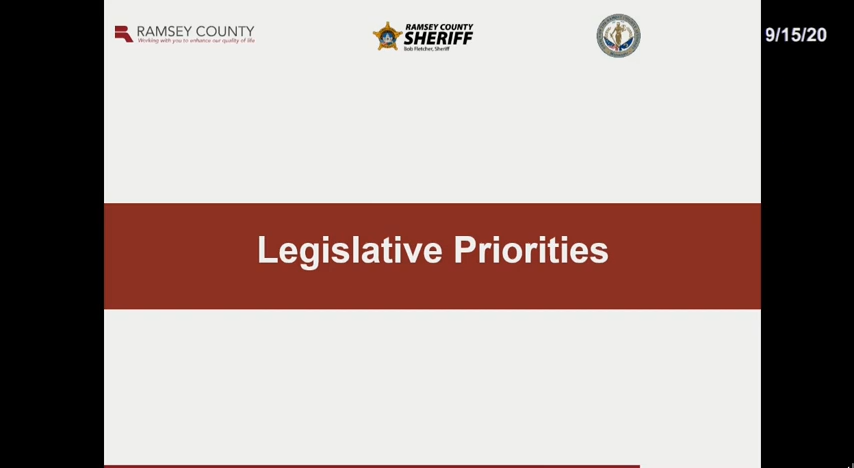 RAMSEY COUNTY
Working with you to enhance our quality of life
RAMSEY COUNTY
SHERIFF
Bob Fletcher, Sheriff
9/15/20
Legislative Priorities